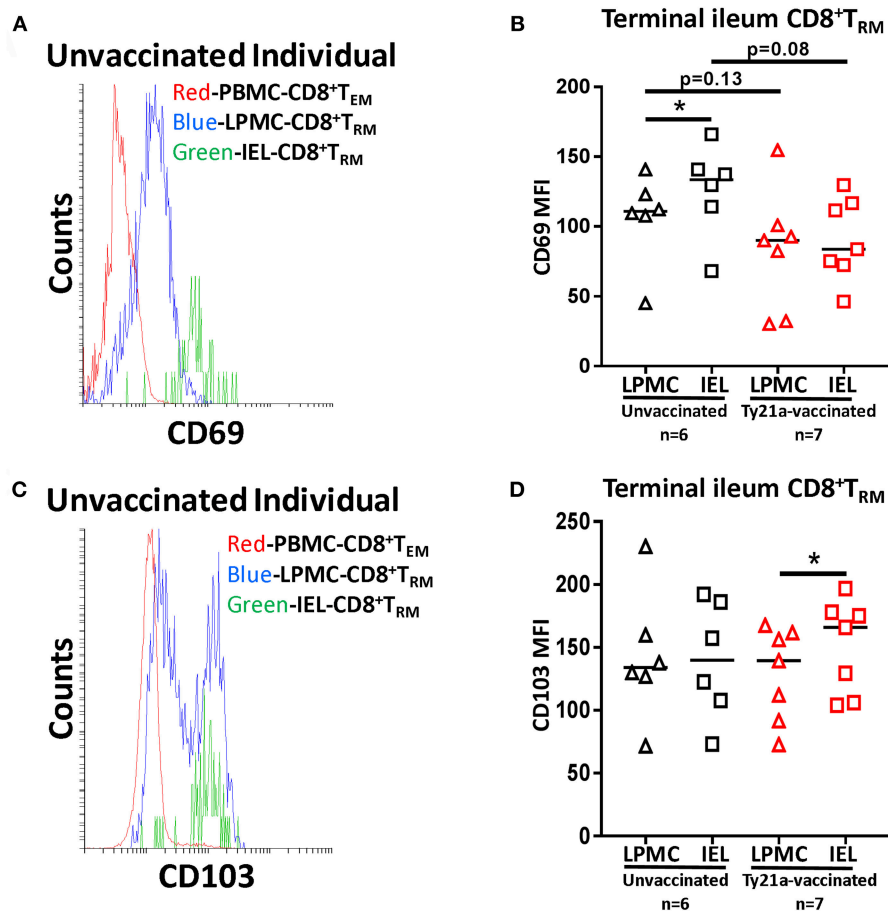 A
Unvaccinated Individual
Red-PBMC-CD8+TEM
Blue-LPMC-CD8+TRM
Green-IEL-CD8+TRM
Counts
CD69
B
Terminal ileum CD8+TRM
p=0.08
p=0.13
*
200
150
100
50
0
CD69 MFI
LPMC IEL LPMC IEL
Unvaccinated Ty21a-vaccinated
n=6 n=7
C
Unvaccinated Individual
Red-PBMC-CD8+TEM
Blue-LPMC-CD8+TRM
Green-IEL-CD8+TRM
Counts
CD103
D
Terminal ileum CD8+TRM
*
250
200
150
100
50
0
CD103 MFI
LPMC IEL LPMC IEL
Unvaccinated Ty21a-vaccinated
n=6 n=7